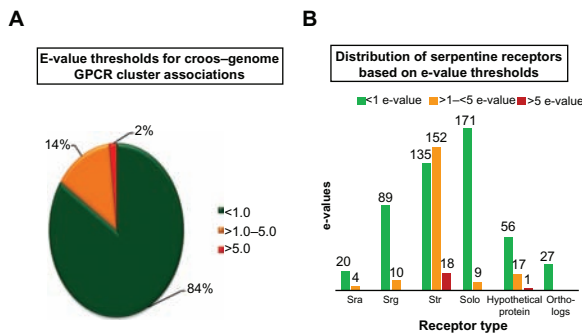 A
E-value thresholds for croos–genome
GPCR cluster associations
2%
14%
84%
<1.0
>1.0–5.0
>5.0
B
Distribution of serpentine receptors
based on e-value thresholds
<1 e-value >1–<5 e-value >5 e-value
e-values
20 4
89 10
135 152 18
171 9
56 17 1
27
Sra Srg Str Solo Hypothetical Ortho-
protein logs
Receptor type